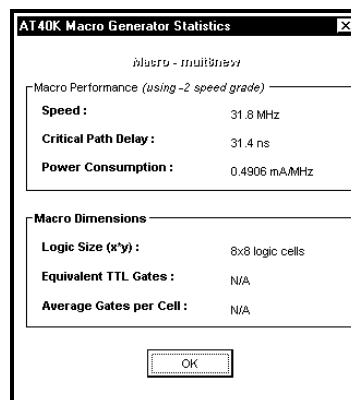 AT40K Macro Generator Statistics
Macro - mult8new
Macro Performance (using -2 speed grade)
Speed : 31.8 MHz
Critical Path Delay : 31.4 ns
Power Consumption : 0.4906 mA/MHz
Macro Dimensions
Logic Size (x*y) : 8x8 logic cells
Equivalent TTL Gates : N/A
Average Gates per Cell : N/A
OK